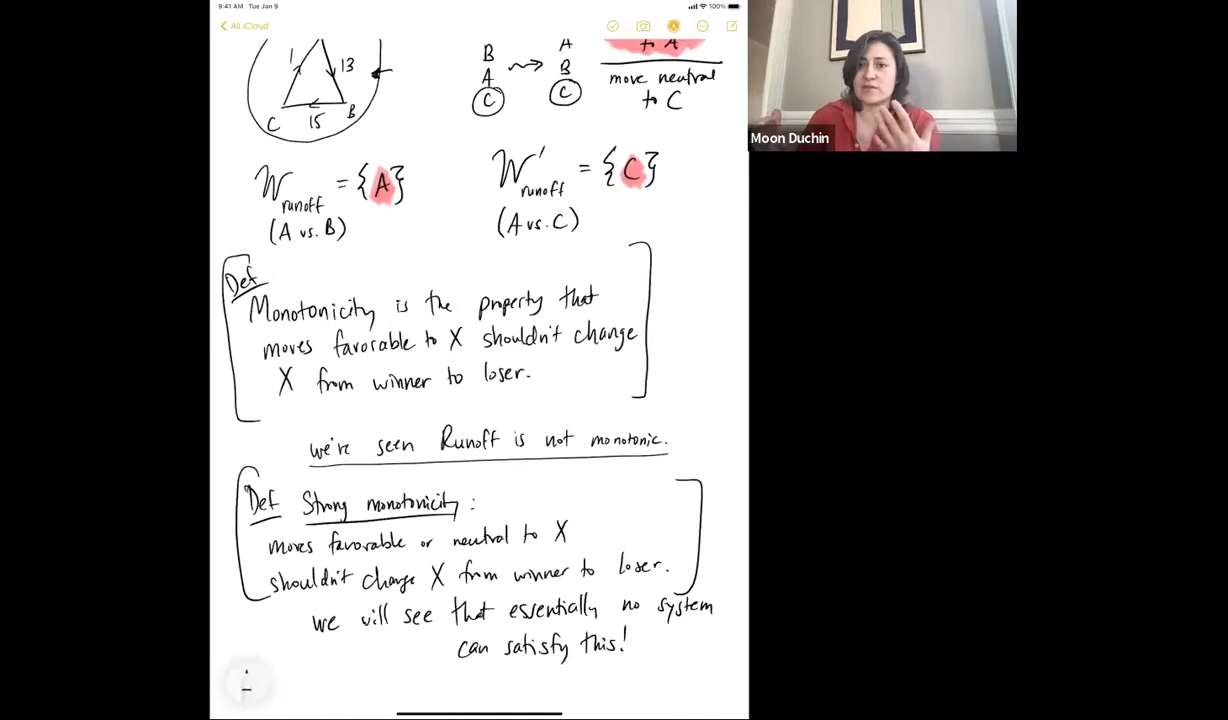 9:41 AM Tue Jan 9
100%
All iCloud
1
13
C
15
B
B
A
C
A
B
C
to A
move neutral
to C
W runoff = {A}
(A vs. B)
W' runoff = {C}
(A vs. C)
Def
Monotonicity is the property that
moves favorable to X shouldn't change
X from winner to loser.
we've seen Runoff is not monotonic.
Def Strong monotonicity:
moves favorable or neutral to X
shouldn't change X from winner to loser.
we will see that essentially no system
can satisfy this!
Moon Duchin